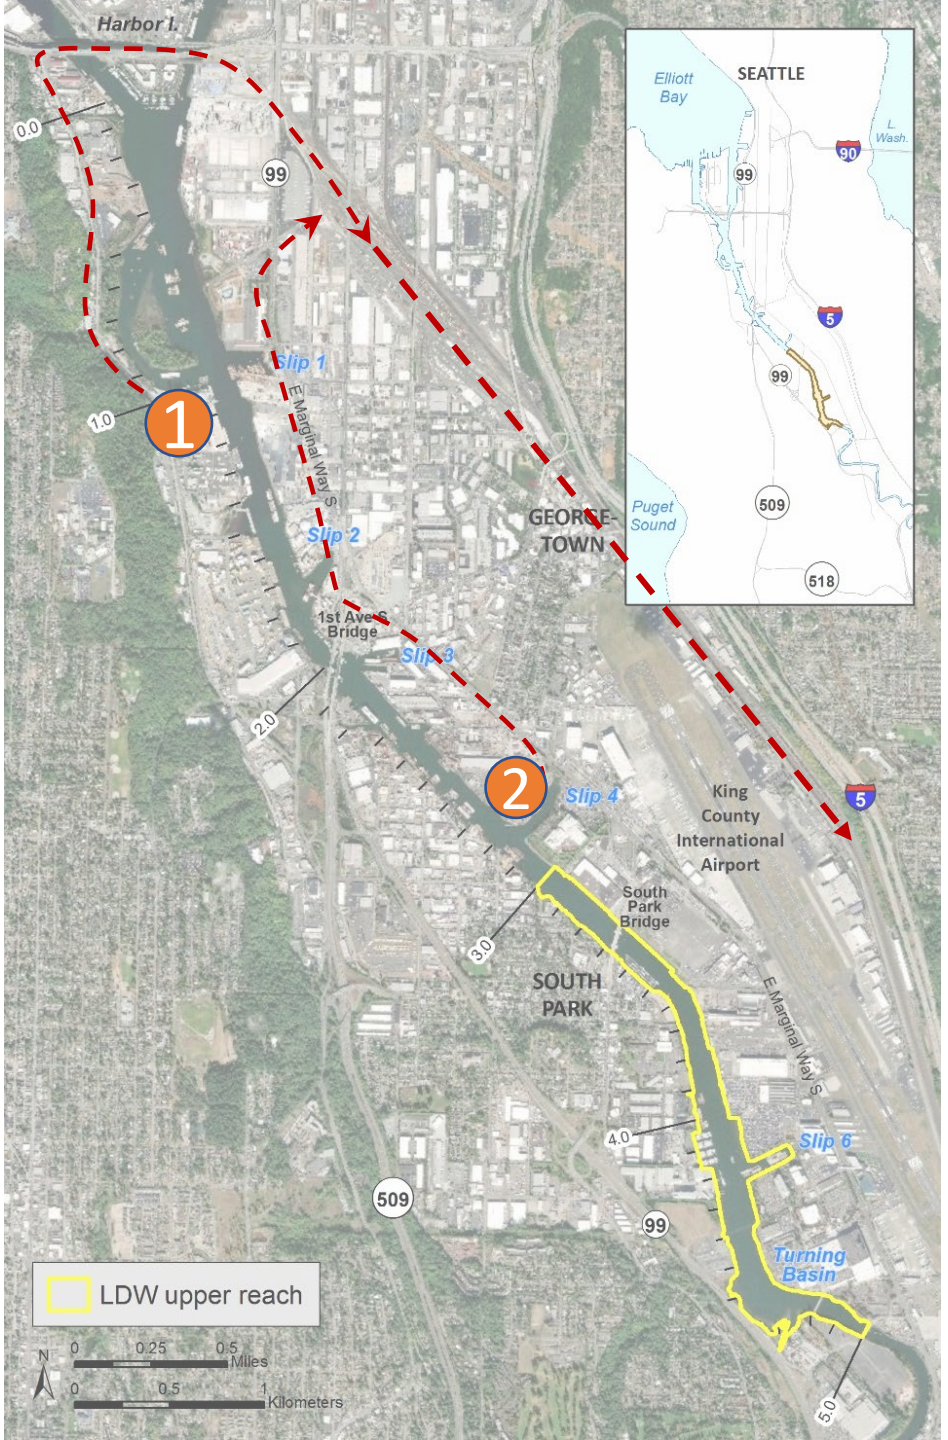 Harbor I.
0.0
99
Slip 1
1.0
1
E Marginal Way S
Slip 2
GEORGE-
TOWN
1st Ave S
Bridge
Slip 3
2.0
2
Slip 4
King
County
International
Airport
5
South
Park
Bridge
3.0
SOUTH
PARK
E Marginal Way S
4.0
Slip 6
509
99
Turning
Basin
5.0
Elliott
Bay
SEATTLE
L.
Wash.
90
99
5
99
509
Puget
Sound
518
LDW upper reach
N
0 0.25 0.5
Miles
0 0.5 1
Kilometers